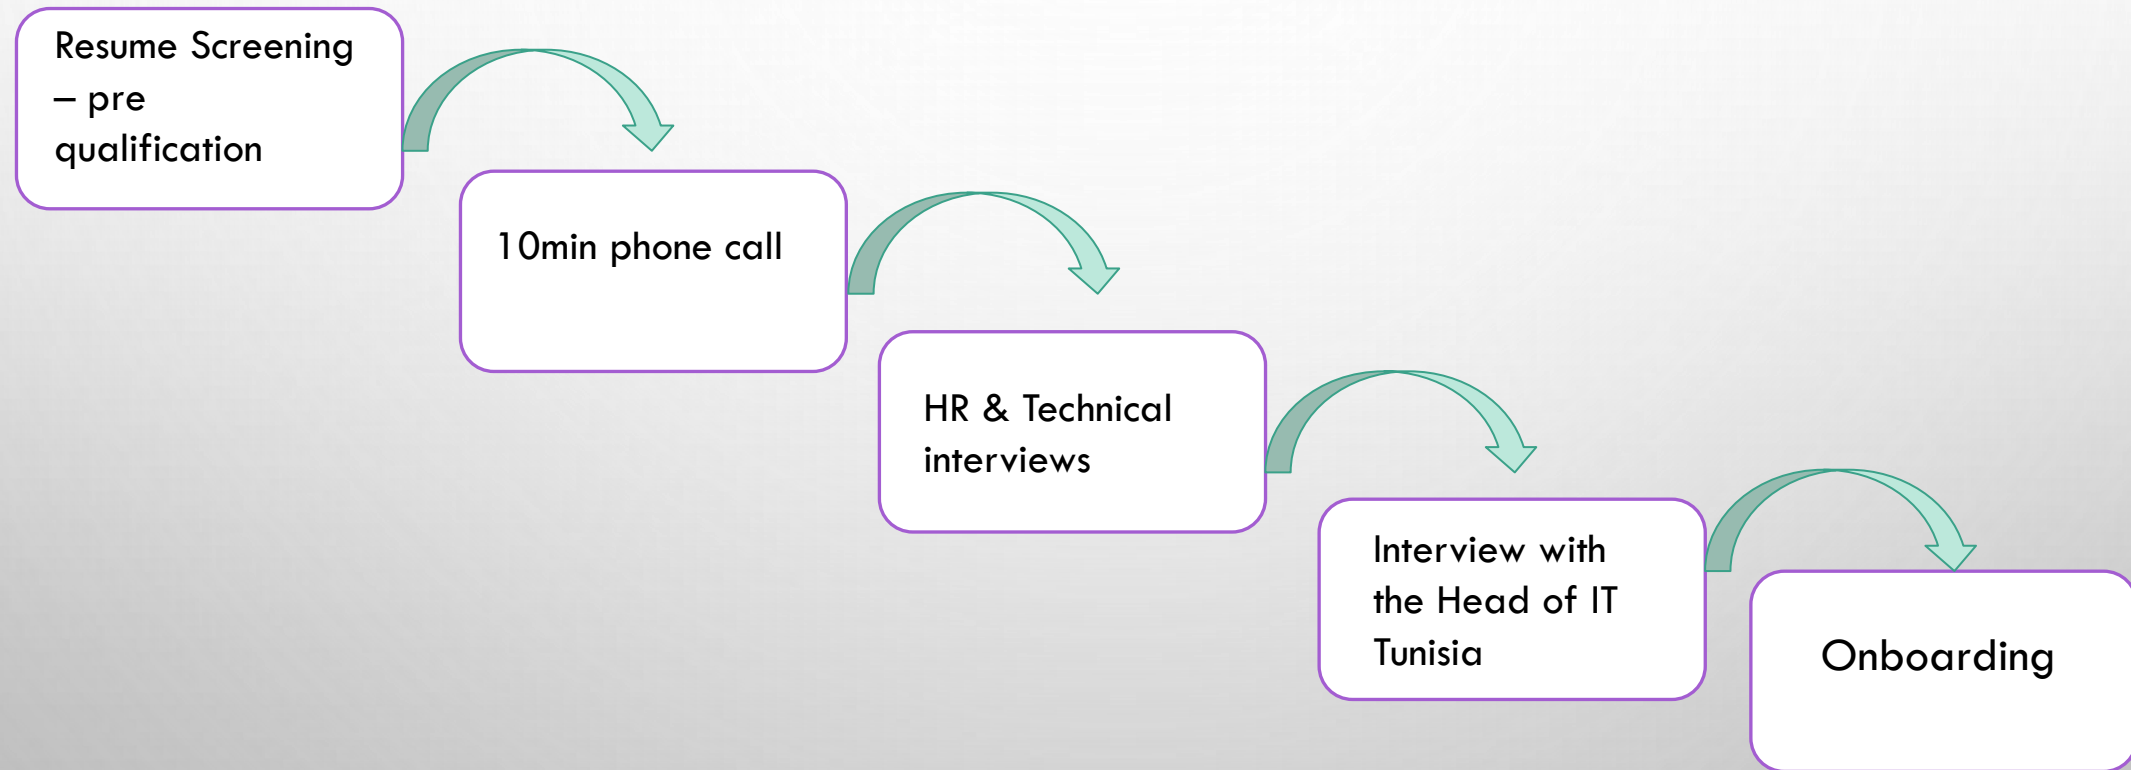 Resume Screening
– pre
qualification
10min phone call
HR & Technical
interviews
Interview with
the Head of IT
Tunisia
Onboarding